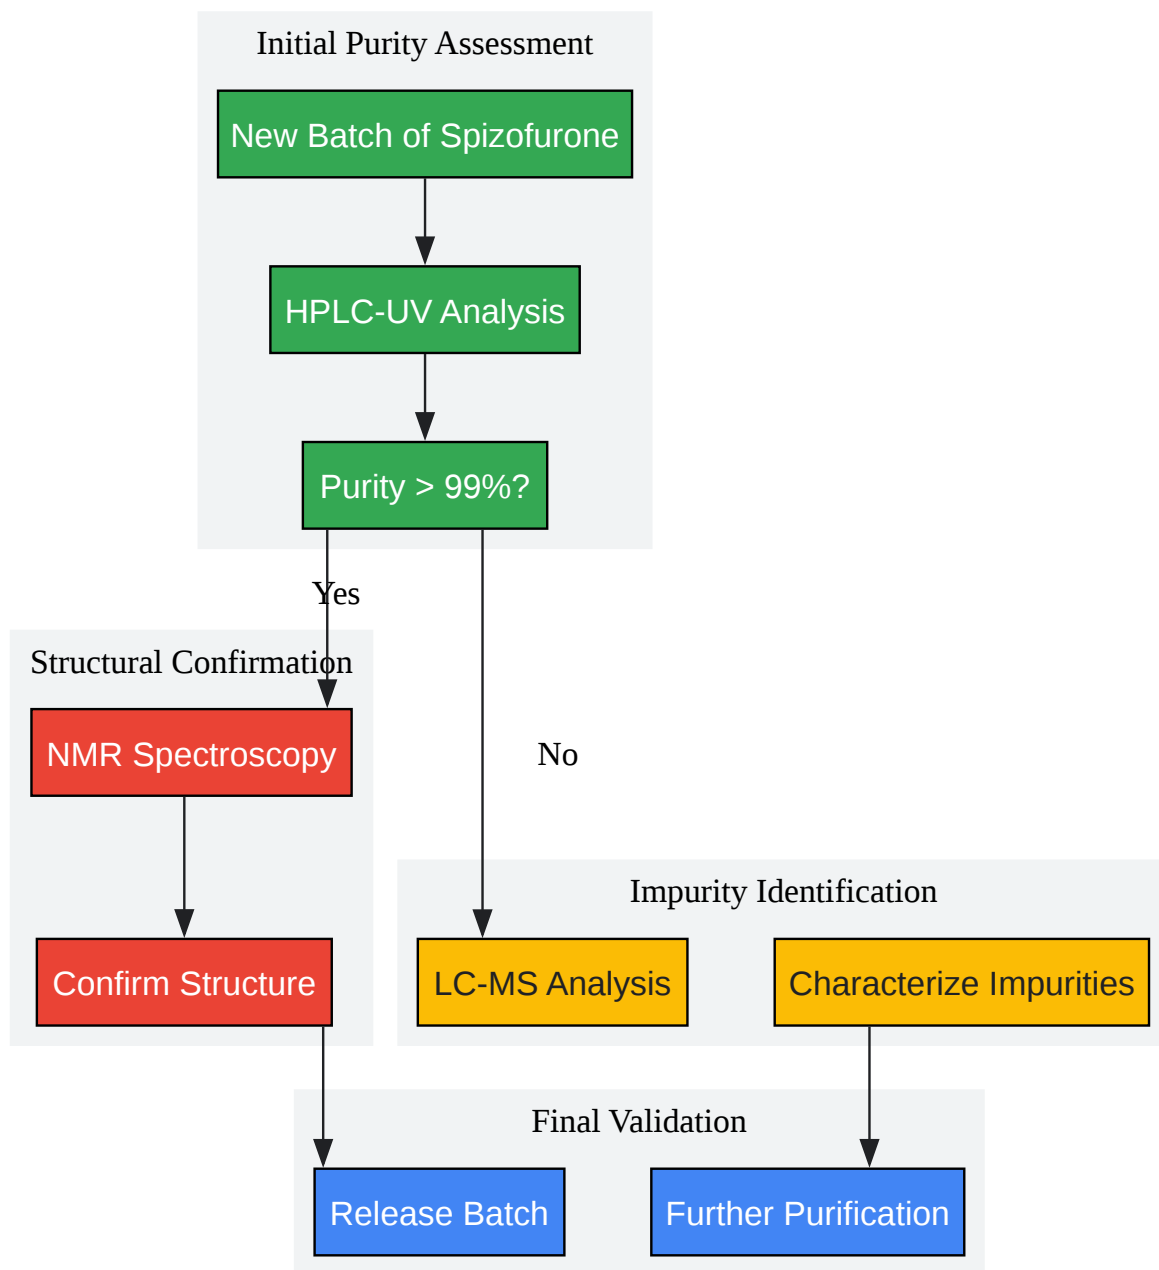 Initial Purity Assessment
New Batch of Spizofurone
HPLC-UV Analysis
Purity > 99%?
Yes
Structural Confirmation
NMR Spectroscopy
No
Impurity Identification
Confirm Structure
LC-MS Analysis
Characterize Impurities
Final Validation
Release Batch
Further Purification